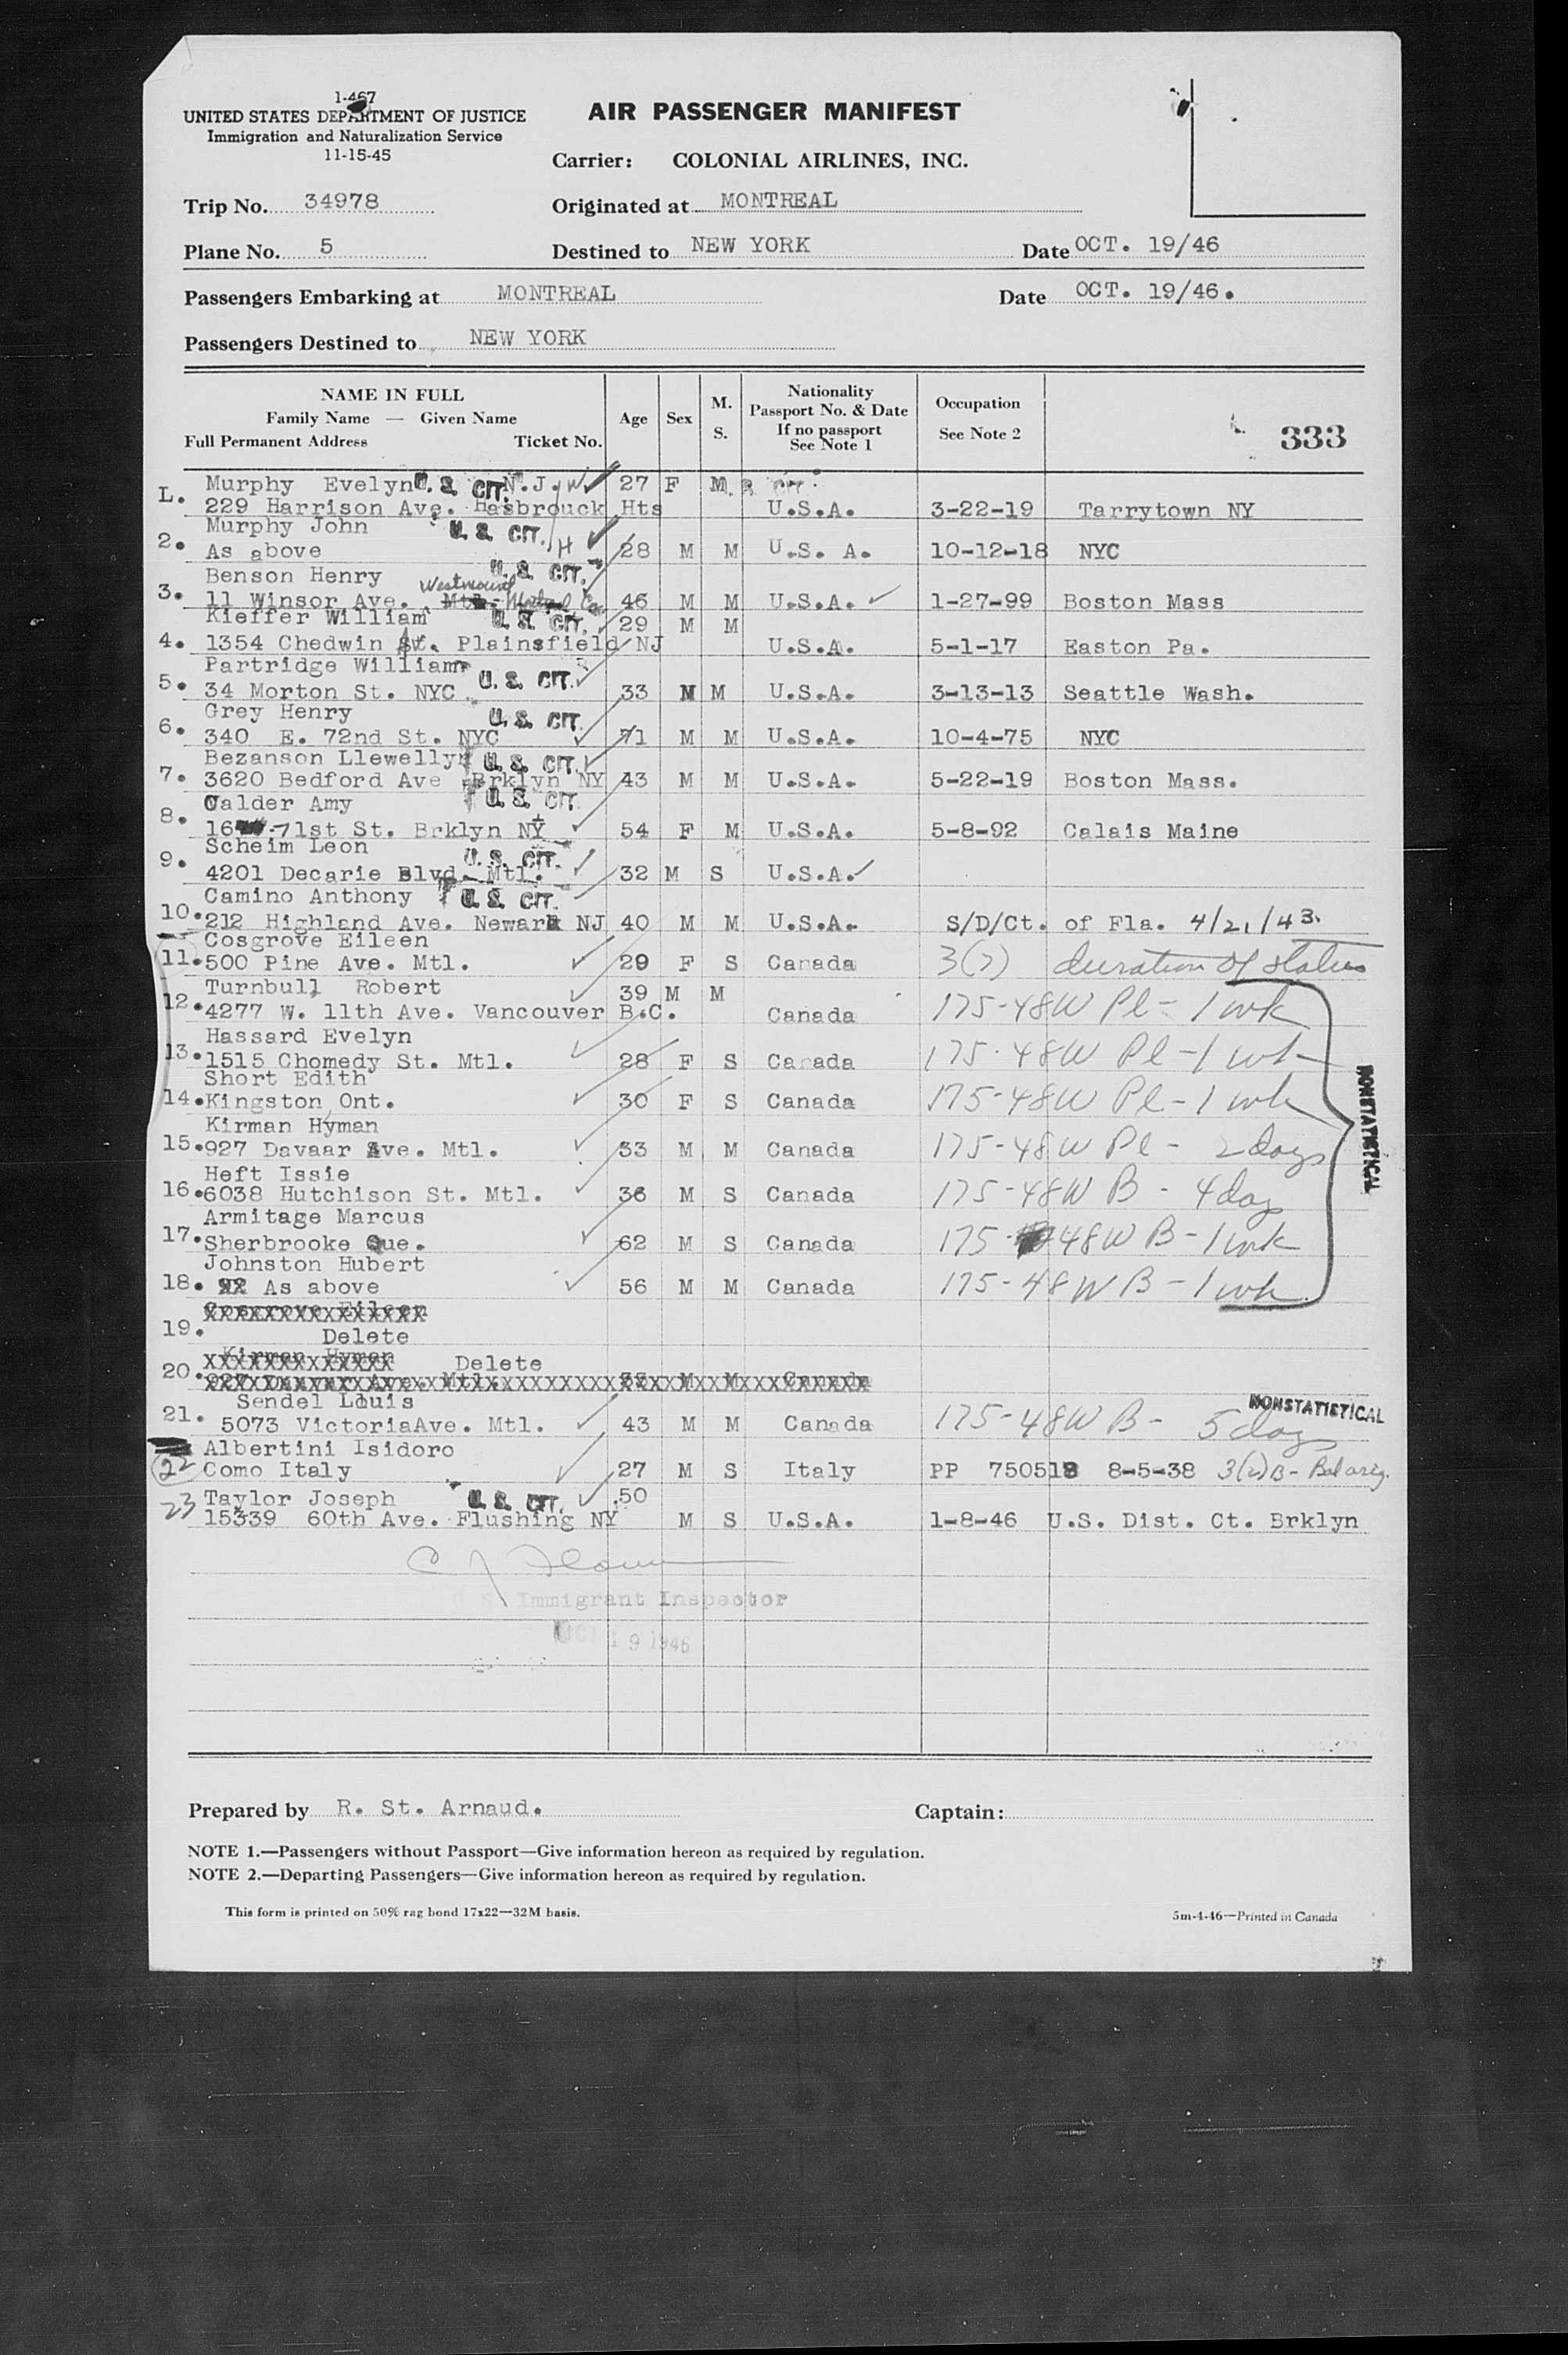 1-467
UNITED STATES DEPARTMENT OF JUSTICE
Immigration and Naturalization Service
11-15-45
AIR PASSENGER MANIFEST
Carrier: COLONIAL AIRLINES, INC.
Trip No. 34978 Originated at MONTREAL
Plane No. 5 Destined to NEW YORK Date OCT. 19/46
Passengers Embarking at MONTREAL Date OCT. 19/46.
Passengers Destined to NEW YORK
NAME IN FULL
Family Name — Given Name
Full Permanent Address Ticket No.
Age Sex M. S.
Nationality
Passport No. & Date
If no passport
See Note 1
Occupation
See Note 2
333
Murphy Evelyn U. S. CIT. N.J. W 27 F M
L. 229 Harrison Ave. Hasbrouck Hts U.S.A. 3-22-19 Tarrytown NY
Murphy John U. S. CIT. H
2. As above 28 M M U.S. A. 10-12-18 NYC
Benson Henry U. S. CIT.
Westmount
3. 11 Winsor Ave. 46 M M U.S.A. 1-27-99 Boston Mass
Kieffer William U. S. CIT. 29 M M
4. 1354 Chedwin Plainsfield NJ U.S.A. 5-1-17 Easton Pa.
Partridge William U. S. CIT.
5. 34 Morton St. NYC 33 M M U.S.A. 3-13-13 Seattle Wash.
Grey Henry U. S. CIT.
6. 340 E. 72nd St. NYC 71 M M U.S.A. 10-4-75 NYC
Bezanson Llewellyn U. S. CIT.
7. 3620 Bedford Ave Brklyn NY 43 M M U.S.A. 5-22-19 Boston Mass.
Calder Amy U. S. CIT.
8. 16 -71st St. Brklyn NY 54 F M U.S.A. 5-8-92 Calais Maine
Scheim Leon U. S. CIT.
9. 4201 Decarie Blvd. Mtl. 32 M S U.S.A.
Camino Anthony U. S. CIT.
10. 212 Highland Ave. Newark NJ 40 M M U.S.A. S/D/Ct. of Fla. 4/21/43.
Cosgrove Eileen
11. 500 Pine Ave. Mtl. 29 F S Canada 3(7) duration of status
Turnbull Robert 39 M M
12. 4277 W. 11th Ave. Vancouver B.C. Canada 175-48W Pl - 1 wk
Hassard Evelyn
13. 1515 Chomedy St. Mtl. 28 F S Canada 175-48W Pl - 1 wk
Short Edith
14. Kingston Ont. 30 F S Canada 175-48W Pl - 1 wk
NONSTATISTICAL
Kirman Hyman
15. 927 Davaar Ave. Mtl. 33 M M Canada 175-48W Pl - 2 days
Heft Issie
16. 6038 Hutchison St. Mtl. 36 M S Canada 175-48W B - 4 day
Armitage Marcus
17. Sherbrooke Que. 62 M S Canada 175- 48W B - 1 wk
Johnston Hubert
18. As above 56 M M Canada 175-48W B - 1 wk
Cosgrove Eileen
19. Delete
Kirman Hyman Delete
20. 927 Davaar Ave. Mtl. 33 M M Canada
Sendel Louis NONSTATISTICAL
21. 5073 VictoriaAve. Mtl. 43 M M Canada 175-48W B - 5 days
Albertini Isidoro
22 Como Italy 27 M S Italy PP 750518 8-5-38 3(2)B -
Taylor Joseph U. S. CIT. 50
23 15339 60th Ave. Flushing NY M S U.S.A. 1-8-46 U.S. Dist. Ct. Brklyn
Immigrant Inspector
OCT 19 1946
Prepared by R. St. Arnaud. Captain:
NOTE 1.—Passengers without Passport—Give information hereon as required by regulation.
NOTE 2.—Departing Passengers—Give information hereon as required by regulation.
This form is printed on 50% rag bond 17x22—32M basis. 5m-4-46—Printed in Canada